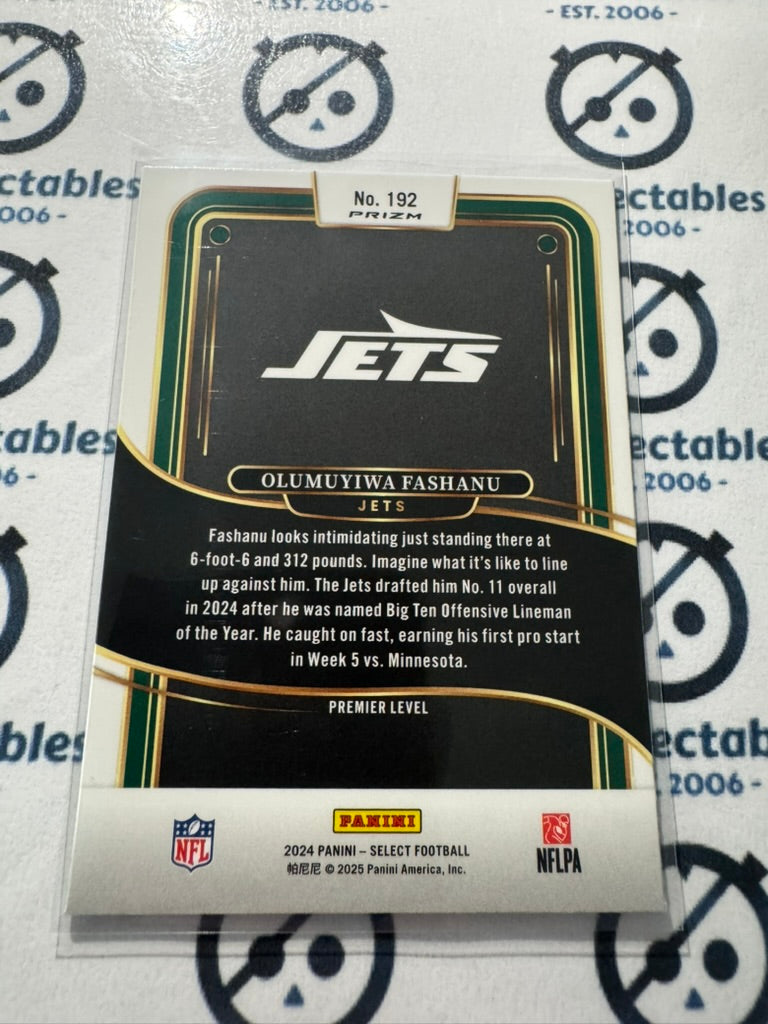 - EST. 2006 -
- EST. 2006 -
ctables
ectables
2006 -
2006 -
No. 192
PRIZM
JETS
OLUMUYIWA FASHANU
JETS
ectables
2006 -
Fashanu looks intimidating just standing there at
6-foot-6 and 312 pounds. Imagine what it's like to line
up against him. The Jets drafted him No. 11 overall
in 2024 after he was named Big Ten Offensive Lineman
of the Year. He caught on fast, earning his first pro start
in Week 5 vs. Minnesota.
PREMIER LEVEL
bles
ectables
2006 -
NFL
PANINI
NFLPA
2024 PANINI – SELECT FOOTBALL
帕尼尼 © 2025 Panini America, Inc.